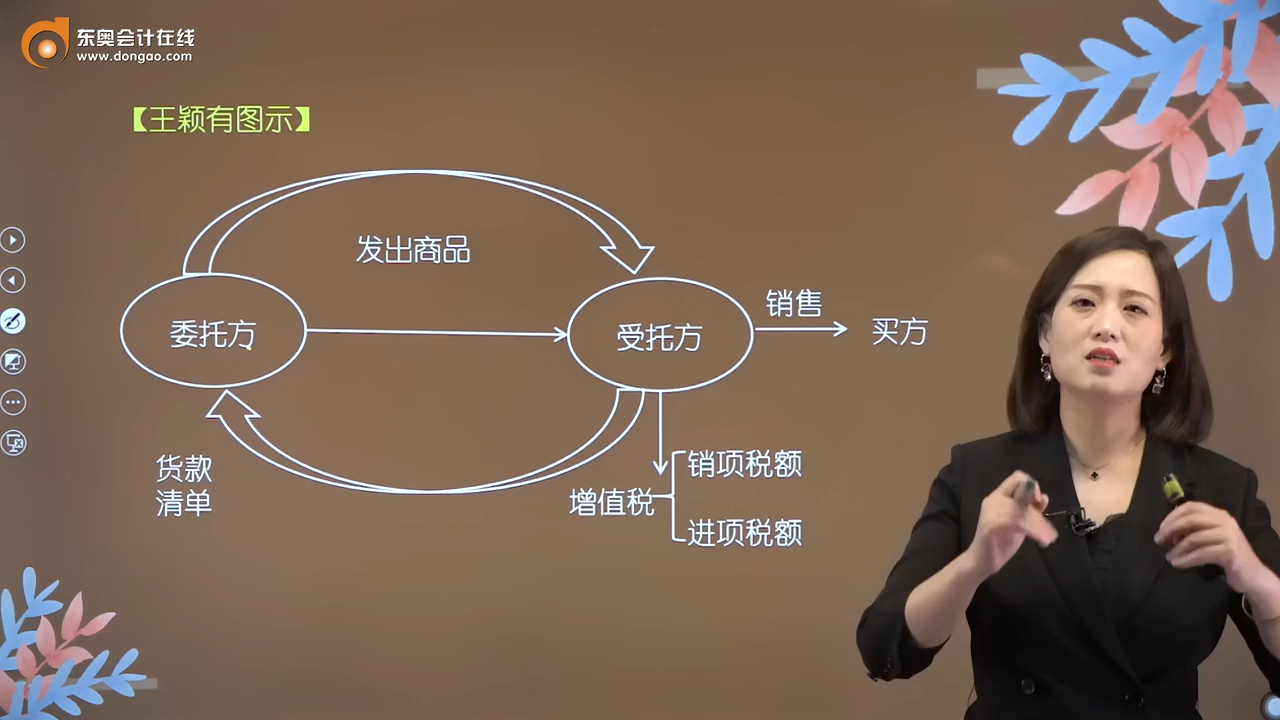 东奥会计在线
www.dongao.com
【王颖有图示】
发出商品
委托方
受托方
销售
买方
货款
清单
增值税
销项税额
进项税额